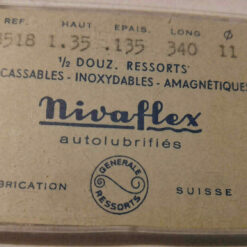 REF. HAUT. EPAIS. LONG Ø
3518 1.35 .135 340 11
½ DOUZ. RESSORTS
CASSABLES - INOXYDABLES - AMAGNÉTIQUES
Nivaflex
autolubrifiés
GENERALE RESSORTS
BRICATION SUISSE